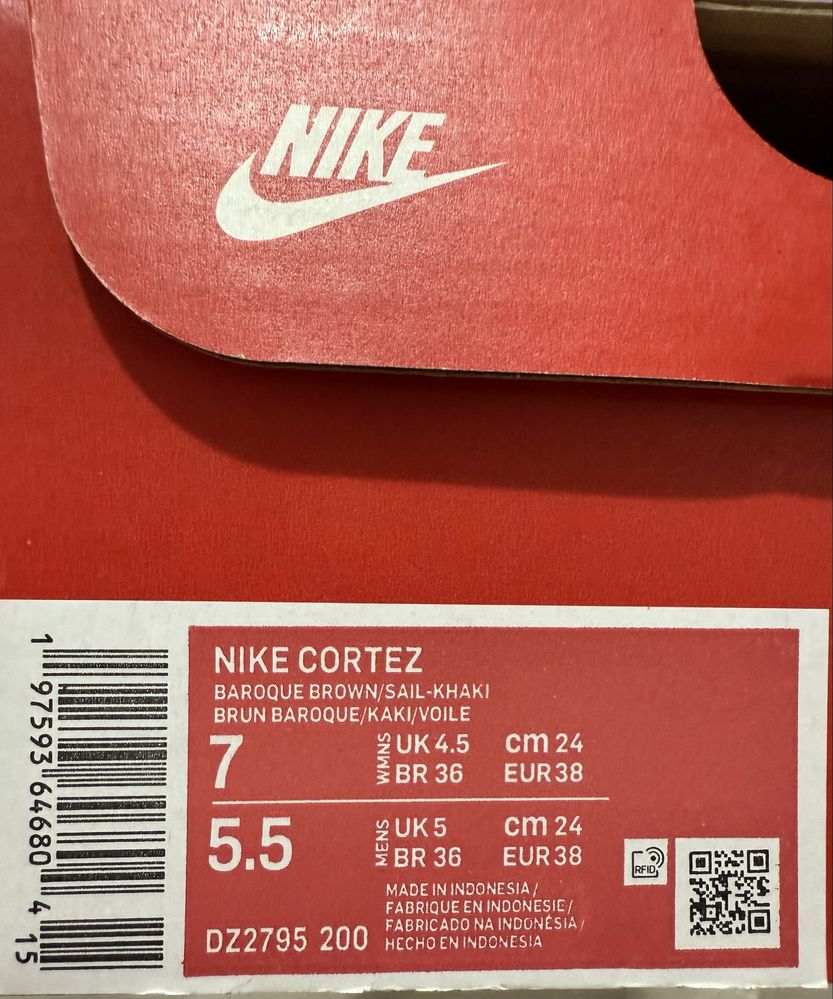 NIKE
NIKE CORTEZ
BAROQUE BROWN/SAIL-KHAKI
BRUN BAROQUE/KAKI/VOILE
7 WMNS UK 4.5 cm 24
BR 36 EUR 38
5.5 MENS UK 5 cm 24
BR 36 EUR 38
MADE IN INDONESIA /
FABRIQUE EN INDONESIE /
FABRICADO NA INDONÉSIA /
HECHO EN INDONESIA
DZ2795 200
RFID
1 97593 64680 4 15